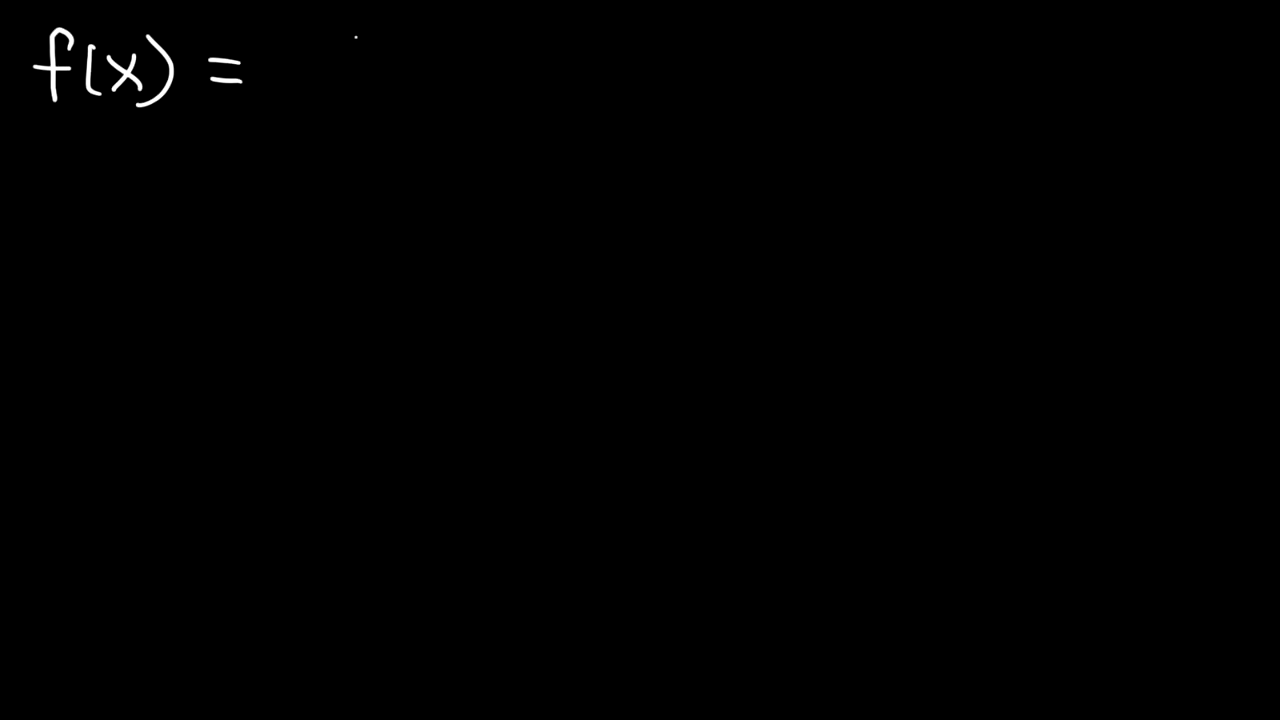 f(x) =